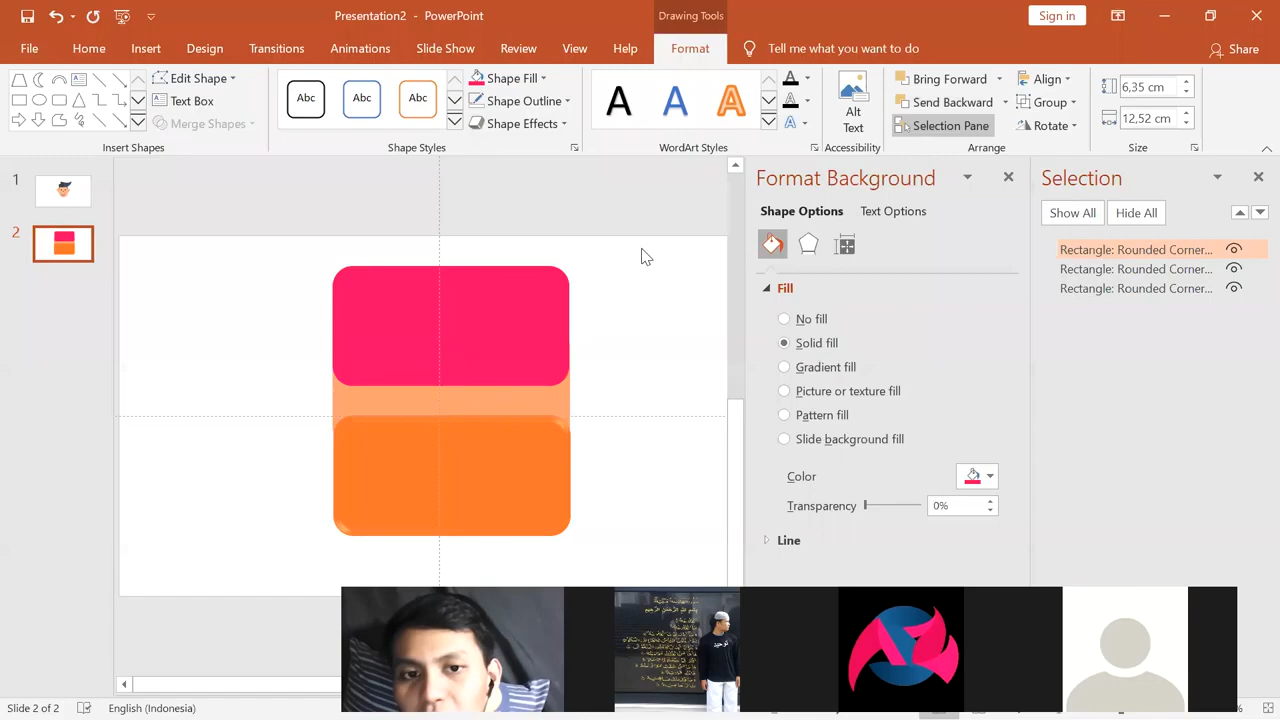 Presentation2 - PowerPoint
Drawing Tools
Sign in
File Home Insert Design Transitions Animations Slide Show Review View Help Format Tell me what you want to do Share
Edit Shape
Text Box
Merge Shapes
Insert Shapes
Abc Abc Abc
Shape Fill
Shape Outline
Shape Effects
Shape Styles
A A A
A
A
A
WordArt Styles
Alt
Text
Accessibility
Bring Forward
Send Backward
Selection Pane
Align
Group
Rotate
Arrange
6,35 cm
12,52 cm
Size
1
2
Format Background
Shape Options Text Options
Fill
No fill
Solid fill
Gradient fill
Picture or texture fill
Pattern fill
Slide background fill
Color
Transparency 0%
Line
Selection
Show All Hide All
Rectangle: Rounded Corner...
Rectangle: Rounded Corner...
Rectangle: Rounded Corner...
بسم الله الرحمن الرحيم
Slide 2 of 2 English (Indonesia)
%